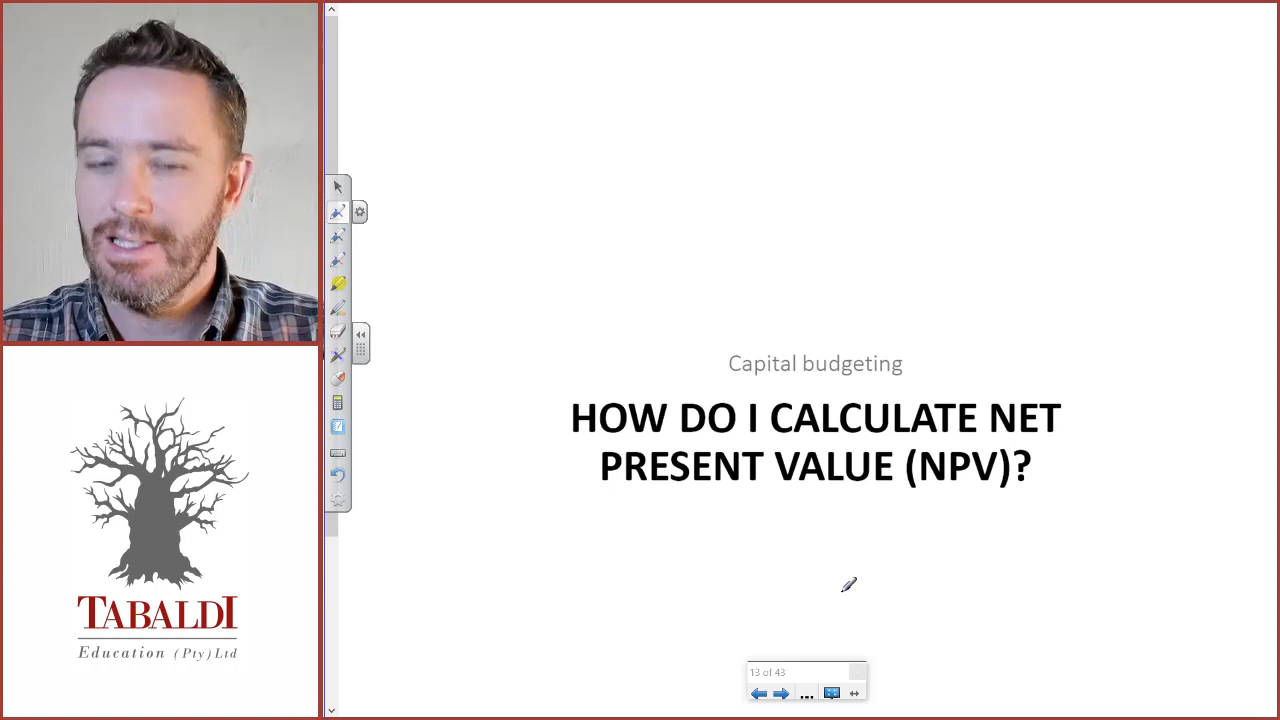 Capital budgeting
HOW DO I CALCULATE NET
PRESENT VALUE (NPV)?
TABALDI
Education (Pty) Ltd
13 of 43
...